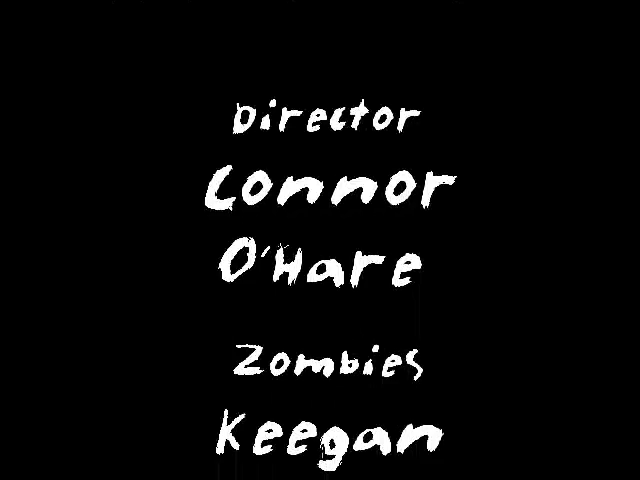 Director
Connor
O'Hare
Zombies
Keegan